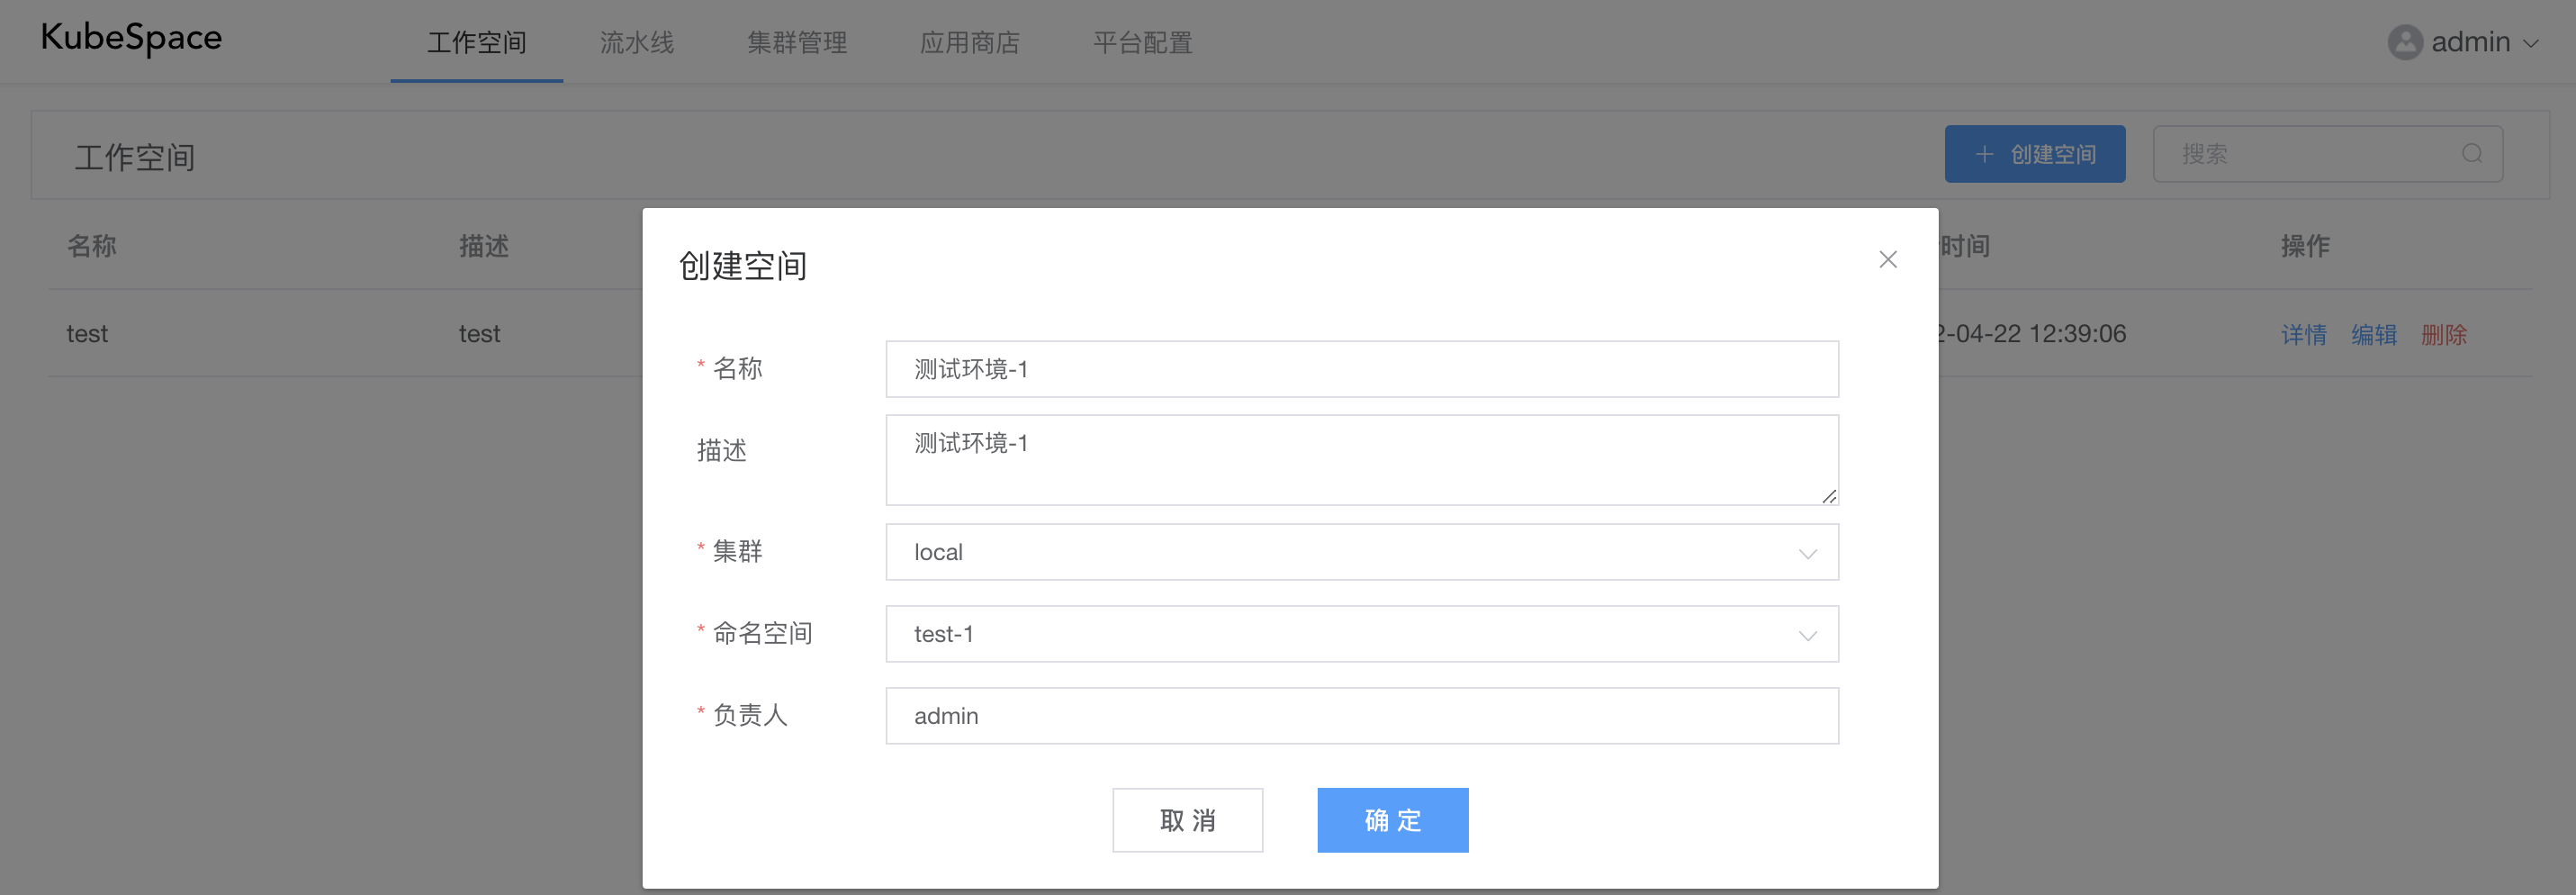 KubeSpace 工作空间 流水线 集群管理 应用商店 平台配置 admin
工作空间 + 创建空间 搜索
名称 描述 时间 操作
test test 2-04-22 12:39:06 详情 编辑 删除
创建空间
* 名称 测试环境-1
描述 测试环境-1
* 集群 local
* 命名空间 test-1
* 负责人 admin
取消 确定